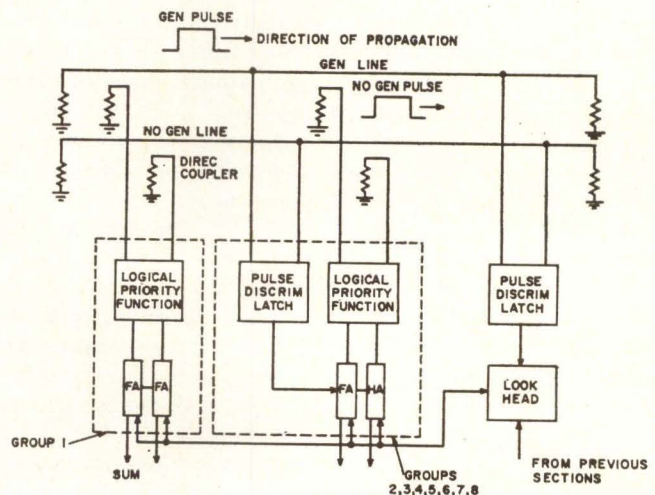 GEN PULSE
DIRECTION OF PROPAGATION
GEN LINE
NO GEN PULSE
NO GEN LINE
DIREC
COUPLER
LOGICAL
PRIORITY
FUNCTION
PULSE
DISCRIM
LATCH
LOGICAL
PRIORITY
FUNCTION
PULSE
DISCRIM
LATCH
FA
FA
FA
HA
LOOK
HEAD
GROUP I
SUM
GROUPS
2,3,4,5,6,7,8
FROM PREVIOUS
SECTIONS